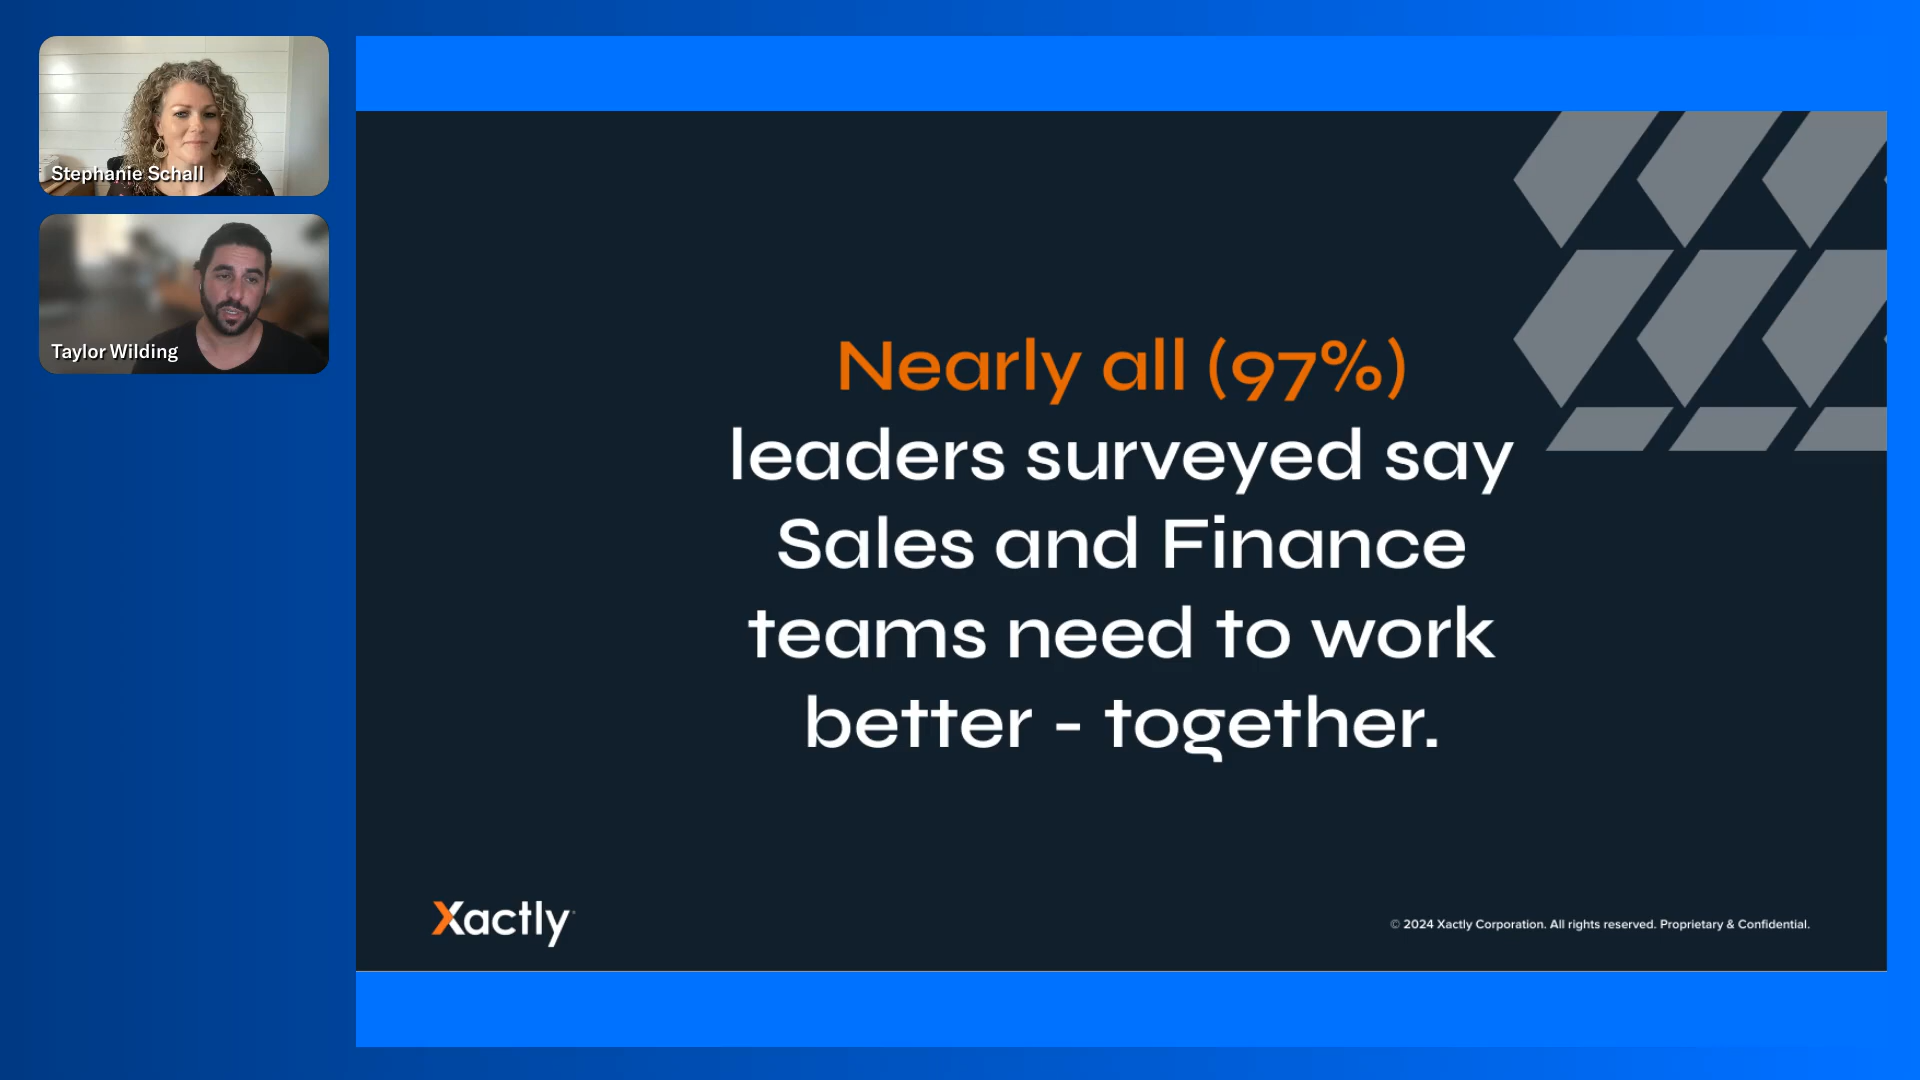 Stephanie Schall
Taylor Wilding
Nearly all (97%)
leaders surveyed say
Sales and Finance
teams need to work
better - together.
Xactly
© 2024 Xactly Corporation. All rights reserved. Proprietary & Confidential.